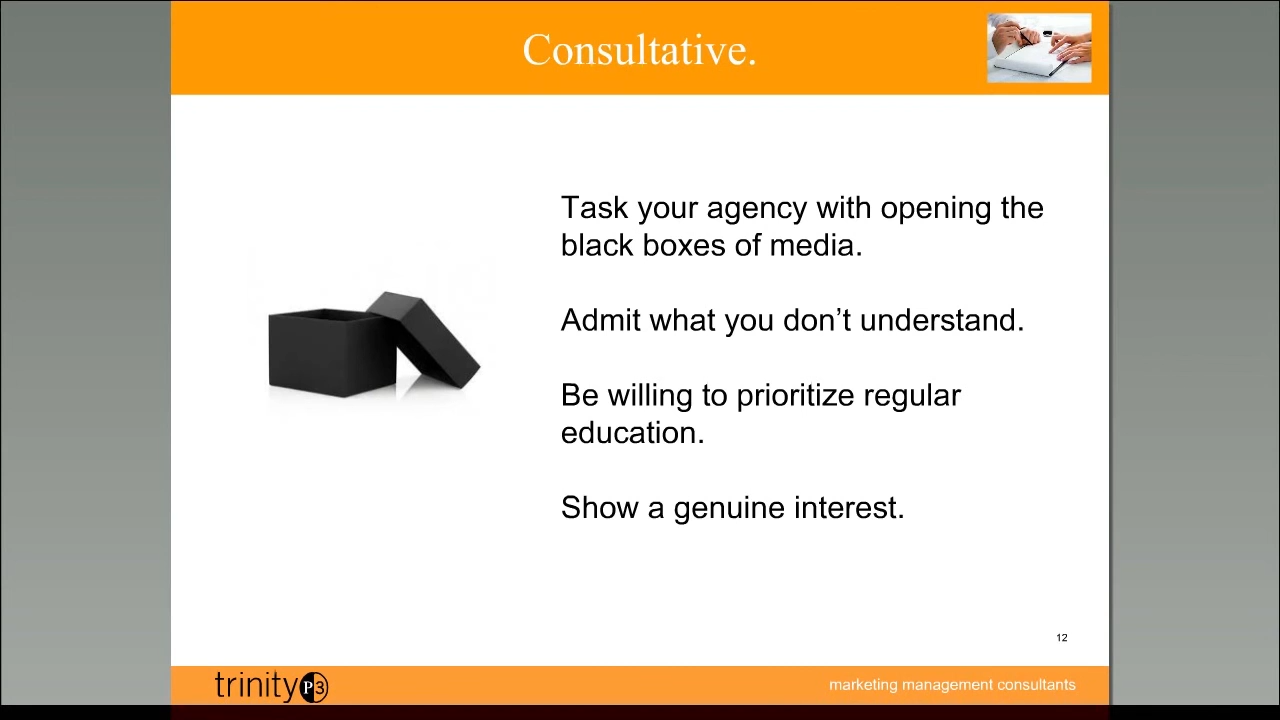 Consultative.
Task your agency with opening the
black boxes of media.
Admit what you don’t understand.
Be willing to prioritize regular
education.
Show a genuine interest.
12
trinity P3
marketing management consultants